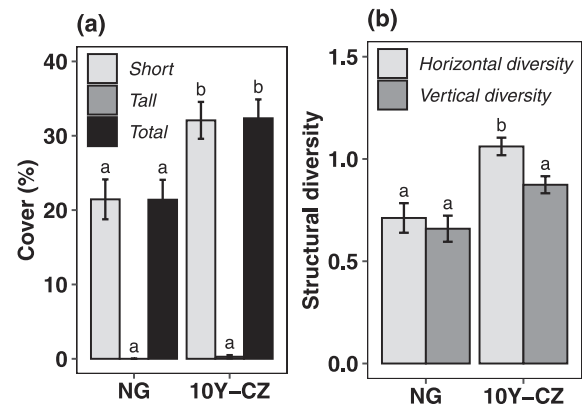 (a)
Short
Tall
Total
Cover (%)
40
30
20
10
0
a
a
a
b
a
b
NG
10Y−CZ
(b)
Horizontal diversity
Vertical diversity
Structural diversity
1.5
1.0
0.5
0.0
a
a
b
a
NG
10Y−CZ